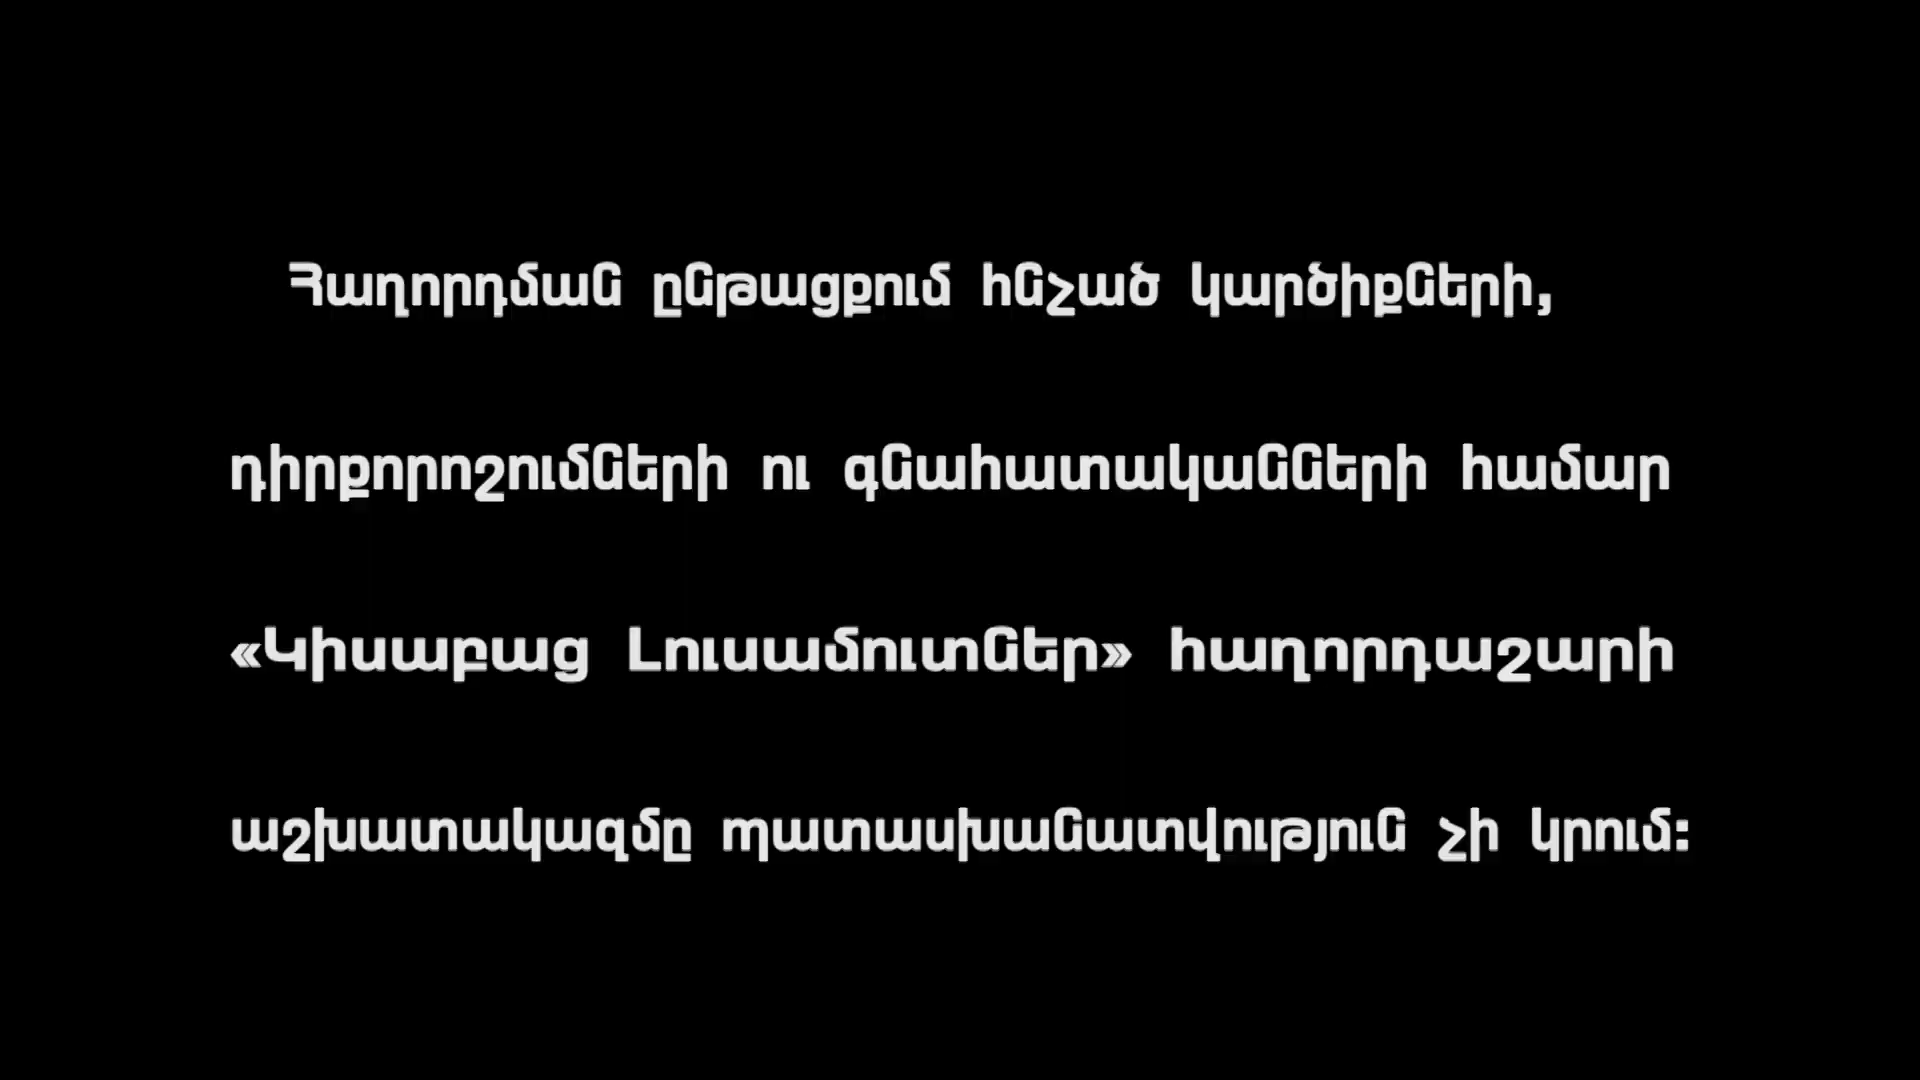 Հաղորդման ընթացքում հնչած կարծիքների,
դիրքորոշումների ու գնահատականների համար
«Կիսաբաց Լուսամուտներ» հաղորդաշարի
աշխատակազմը պատասխանատվություն չի կրում: